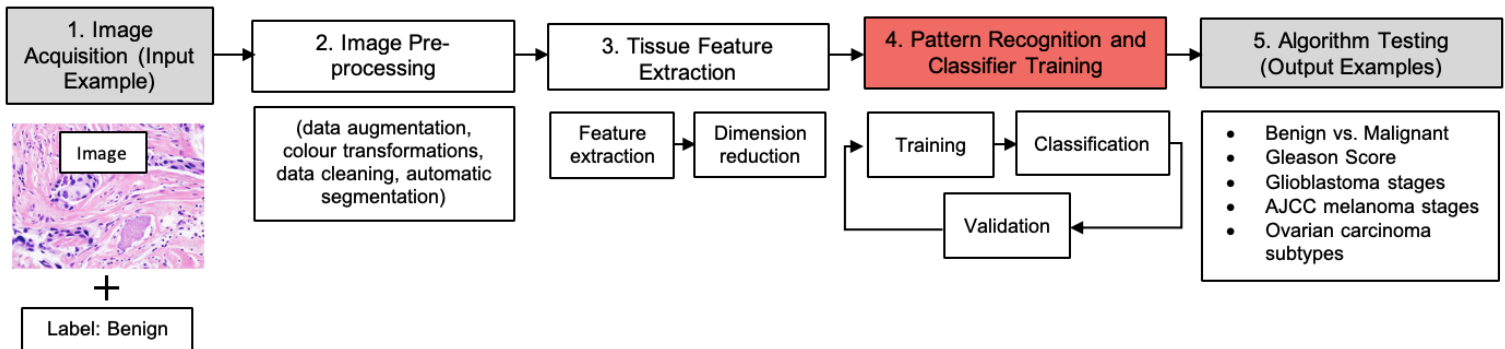 1. Image
Acquisition (Input
Example)
2. Image Pre-
processing
3. Tissue Feature
Extraction
4. Pattern Recognition and
Classifier Training
5. Algorithm Testing
(Output Examples)
Image
+
Label: Benign
(data augmentation,
colour transformations,
data cleaning, automatic
segmentation)
Feature
extraction
Dimension
reduction
Training
Classification
Validation
• Benign vs. Malignant
• Gleason Score
• Glioblastoma stages
• AJCC melanoma stages
• Ovarian carcinoma
subtypes